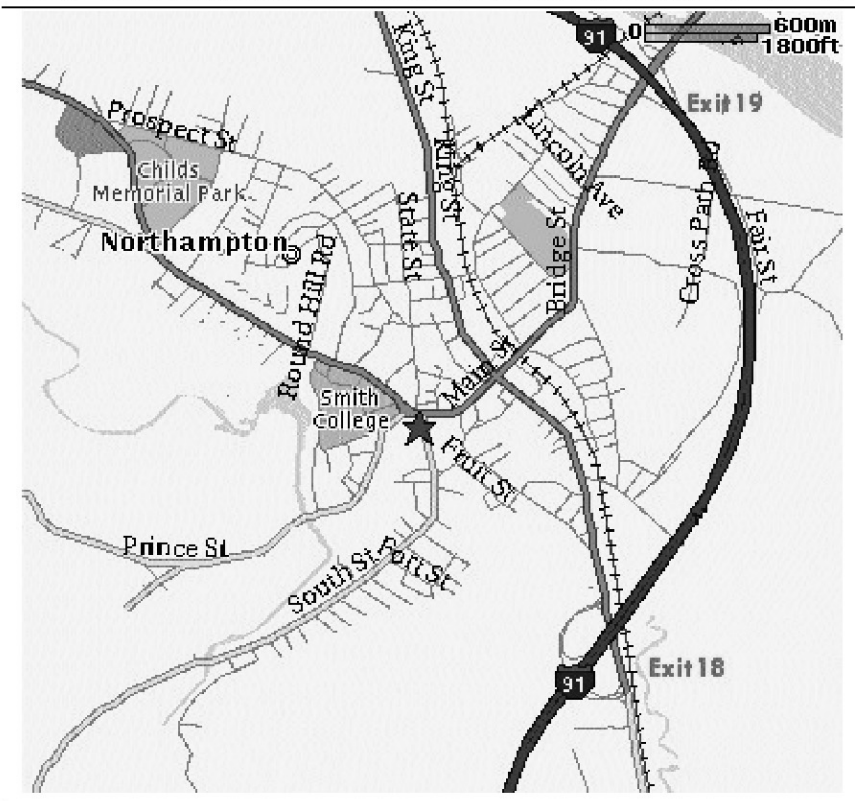 91
0 600m
1800ft
King St
Exit 19
Prospect St
Lincoln Ave
King St
Childs
Memorial Park
Cross Path Rd
State St
Fair St
Northampton
Bridge St
Round Hill Rd
Main St
Smith
College
Fruit St
Prince St
South St
Fort St
Exit 18
91